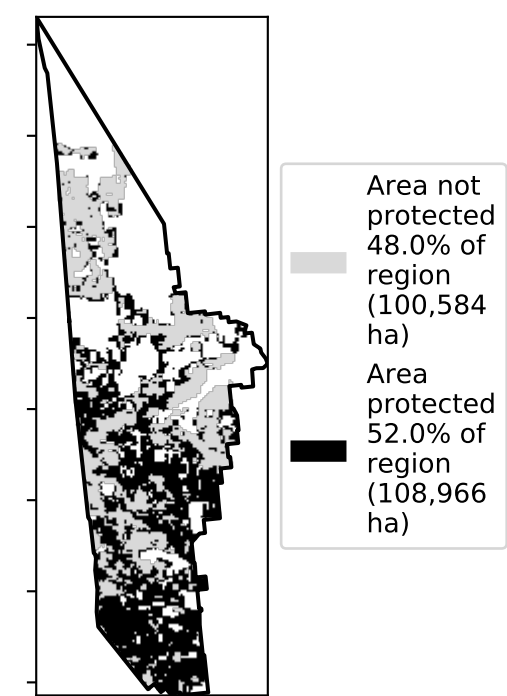 Area not
protected
48.0% of
region
(100,584
ha)
Area
protected
52.0% of
region
(108,966
ha)